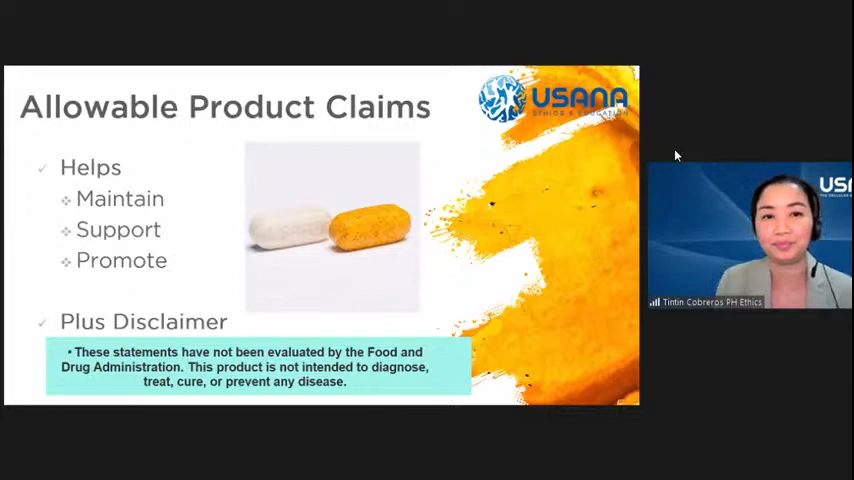 Allowable Product Claims
USANA
ETHICS & EDUCATION
✓ Helps
❖ Maintain
❖ Support
❖ Promote
✓ Plus Disclaimer
• These statements have not been evaluated by the Food and
Drug Administration. This product is not intended to diagnose,
treat, cure, or prevent any disease.
US
Tintin Cobreros PH Ethics